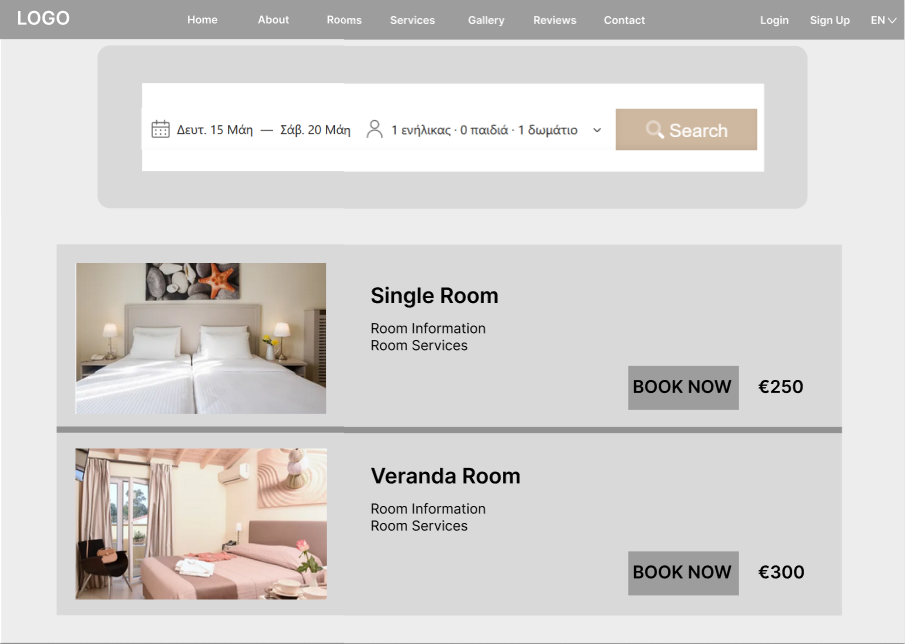 LOGO Home About Rooms Services Gallery Reviews Contact Login Sign Up EN
Δευτ. 15 Μάη — Σάβ. 20 Μάη 1 ενήλικας · 0 παιδιά · 1 δωμάτιο Search
Single Room
Room Information
Room Services
BOOK NOW €250
Veranda Room
Room Information
Room Services
BOOK NOW €300